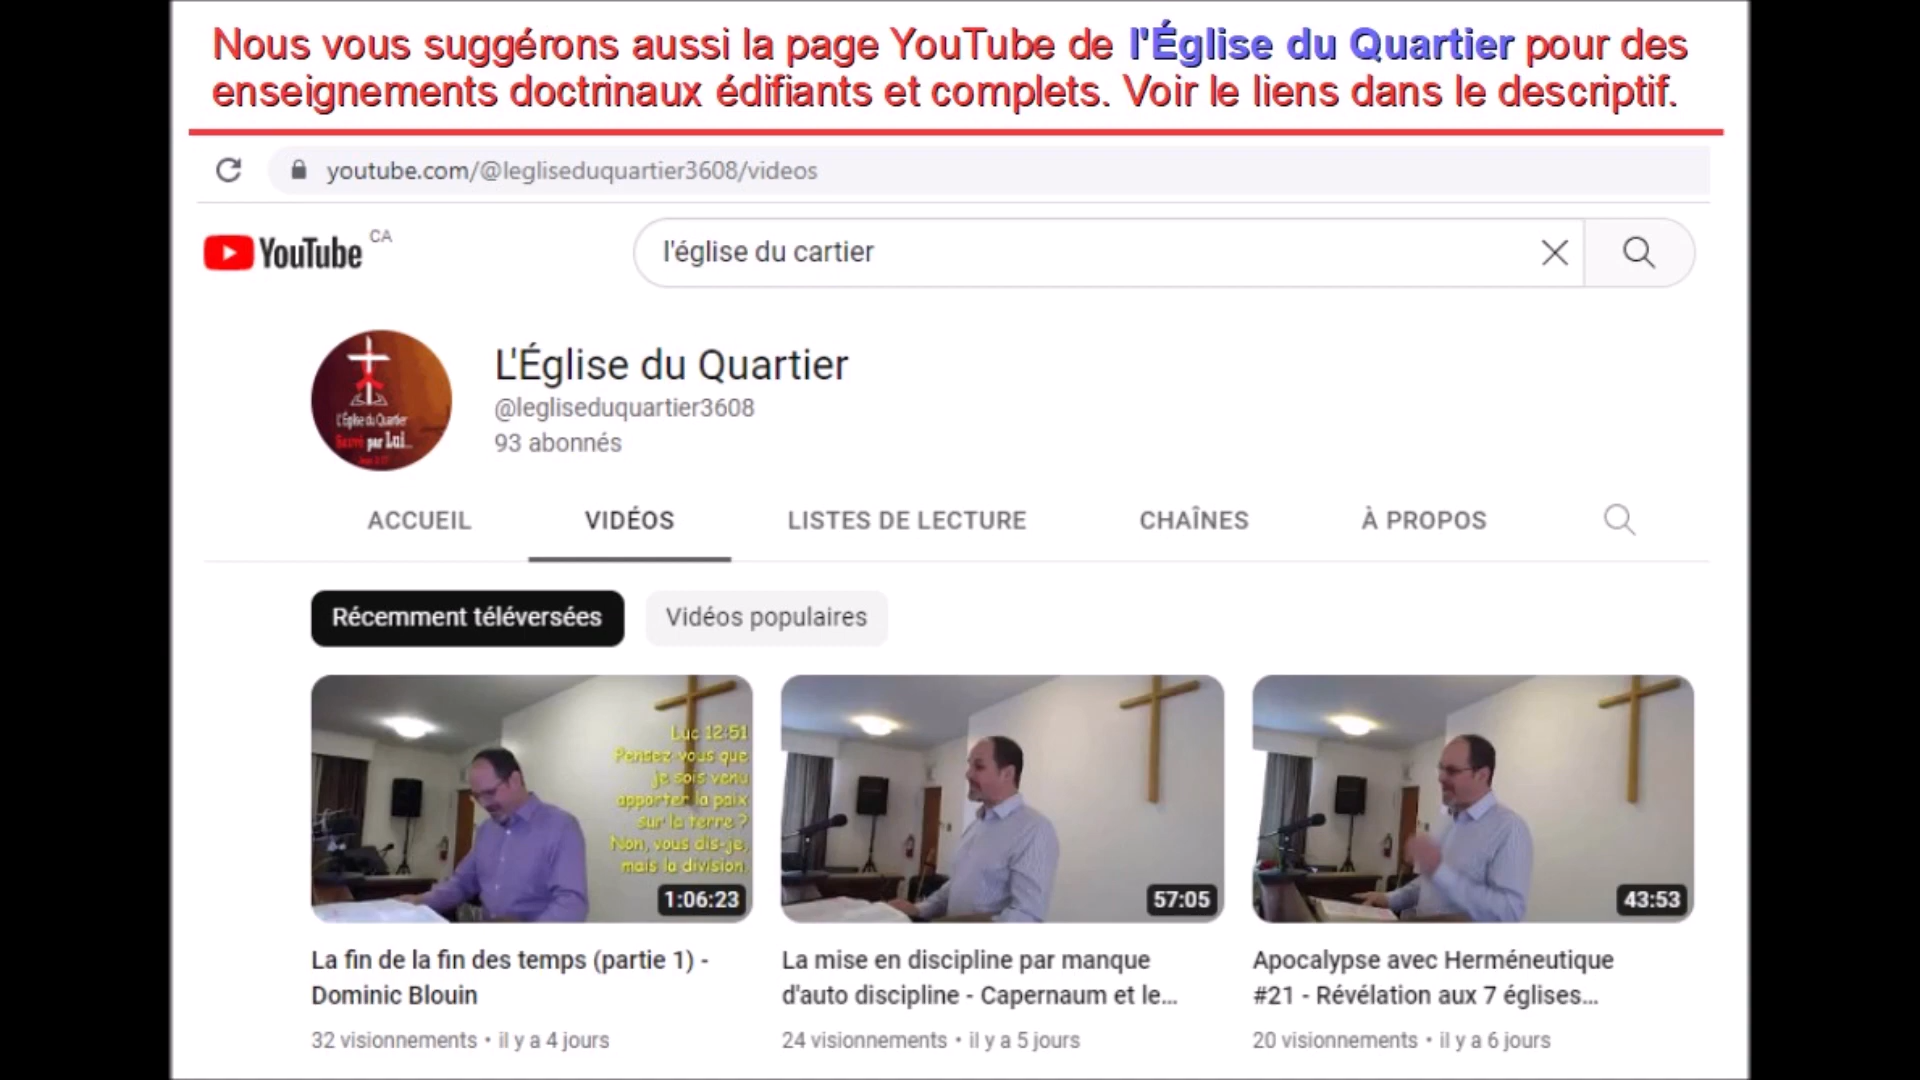 Nous vous suggérons aussi la page YouTube de l'Église du Quartier pour des
enseignements doctrinaux édifiants et complets. Voir le liens dans le descriptif.
youtube.com/@legliseduquartier3608/videos
YouTube CA
l'église du cartier
L'Église du Quartier
@legliseduquartier3608
93 abonnés
L'Église du Quartier
Sauvé par Lui...
ACCUEIL VIDÉOS LISTES DE LECTURE CHAÎNES À PROPOS
Récemment téléversées Vidéos populaires
Luc 12:51
Pensez-vous que
je sois venu
apporter la paix
sur la terre ?
Non, vous dis-je,
mais la division.
1:06:23
57:05
43:53
La fin de la fin des temps (partie 1) -
Dominic Blouin
32 visionnements • il y a 4 jours
La mise en discipline par manque
d'auto discipline - Capernaum et le...
24 visionnements • il y a 5 jours
Apocalypse avec Herméneutique
#21 - Révélation aux 7 églises...
20 visionnements • il y a 6 jours